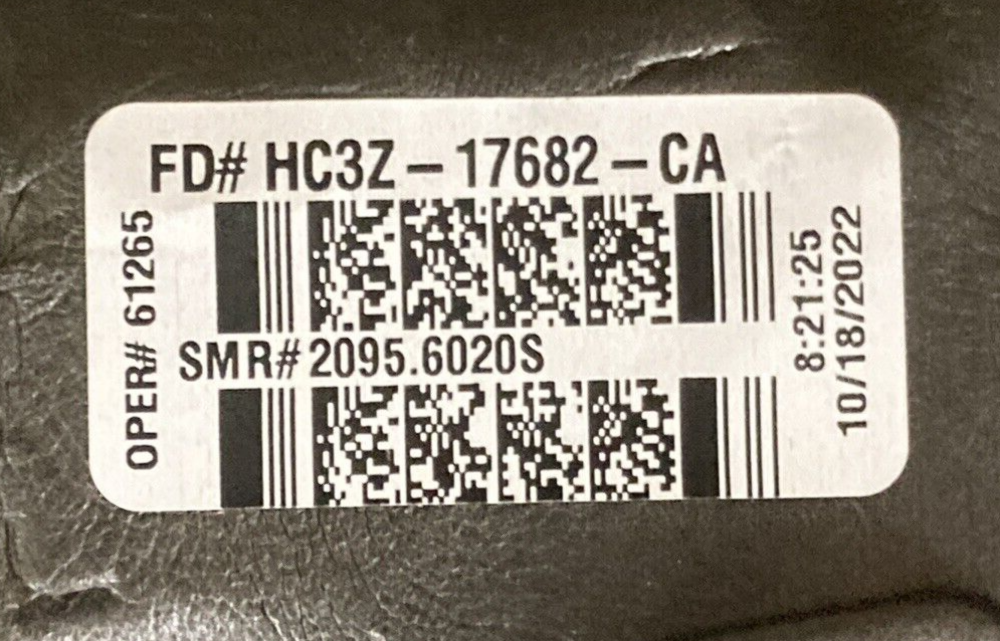 FD# HC3Z-17682-CA
OPER# 61265
SMR# 2095.6020S
8:21:25
10/18/2022